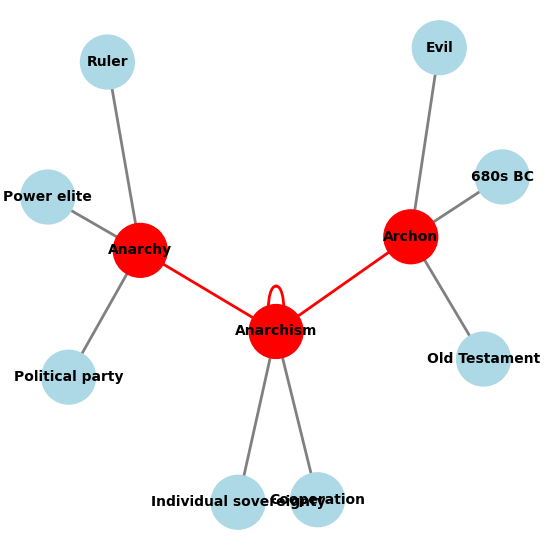 Evil
Ruler
680s BC
Power elite
Archon
Anarchy
Anarchism
Old Testament
Political party
Cooperation
Individual sovereignty